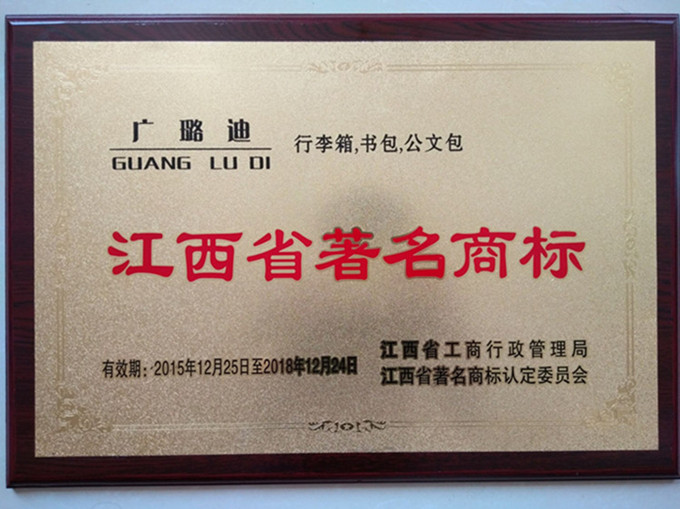 广璐迪
GUANG LU DI
行李箱,书包,公文包
江西省著名商标
有效期：2015年12月25日至2018年12月24日
江西省工商行政管理局
江西省著名商标认定委员会